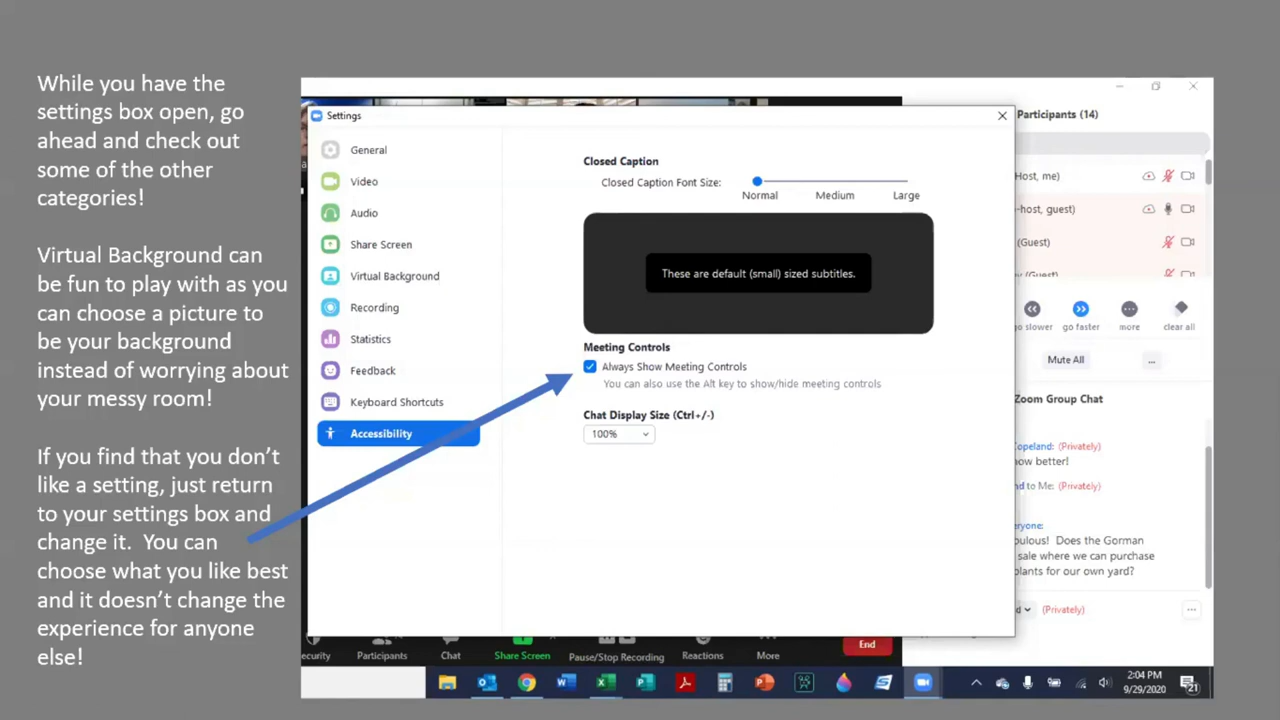 While you have the
settings box open, go
ahead and check out
some of the other
categories!
Virtual Background can
be fun to play with as you
can choose a picture to
be your background
instead of worrying about
your messy room!
If you find that you don't
like a setting, just return
to your settings box and
change it.  You can
choose what you like best
and it doesn't change the
experience for anyone
else!
Settings
General
Video
Audio
Share Screen
Virtual Background
Recording
Statistics
Feedback
Keyboard Shortcuts
Accessibility
Closed Caption
Closed Caption Font Size:
Normal
Medium
Large
These are default (small) sized subtitles.
Meeting Controls
Always Show Meeting Controls
You can also use the Alt key to show/hide meeting controls
Chat Display Size (Ctrl+/-)
100%
Participants (14)
Host, me)
-host, guest)
(Guest)
(Guest)
go slower
go faster
more
clear all
Mute All
...
Zoom Group Chat
Copeland: (Privately)
now better!
nd to Me: (Privately)
eryone:
bulous!  Does the Gorman
sale where we can purchase
plants for our own yard?
d
(Privately)
ecurity
Participants
Chat
Share Screen
Pause/Stop Recording
Reactions
More
End
2:04 PM
9/29/2020
21